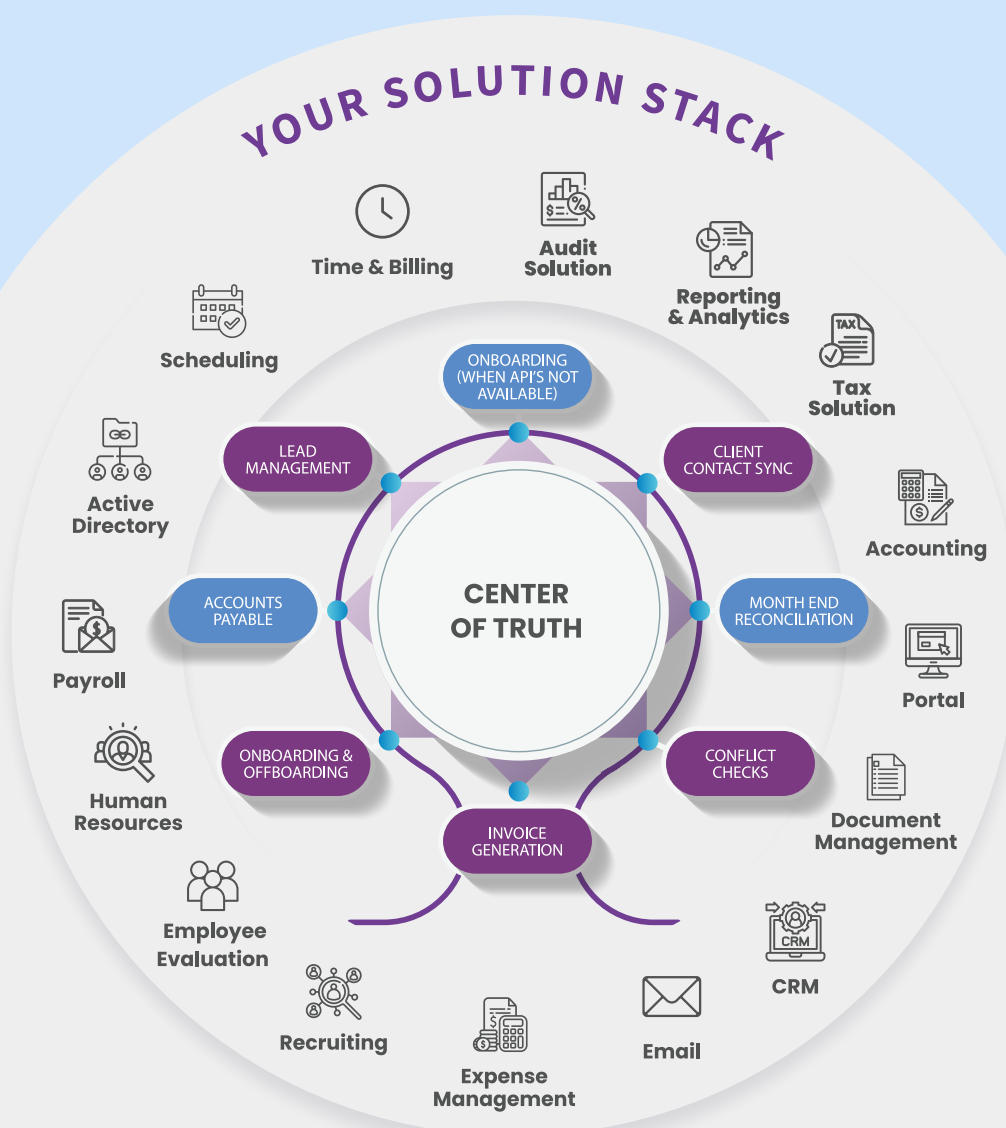 YOUR SOLUTION STACK
Time & Billing
Audit
Solution
Reporting
& Analytics
Tax
Solution
TAX
Accounting
Portal
Document
Management
CRM
CRM
Email
Expense
Management
Recruiting
Employee
Evaluation
Human
Resources
Payroll
Active
Directory
Scheduling
ONBOARDING
(WHEN API'S NOT
AVAILABLE)
CLIENT
CONTACT SYNC
MONTH END
RECONCILIATION
CONFLICT
CHECKS
INVOICE
GENERATION
ONBOARDING &
OFFBOARDING
ACCOUNTS
PAYABLE
LEAD
MANAGEMENT
CENTER
OF TRUTH